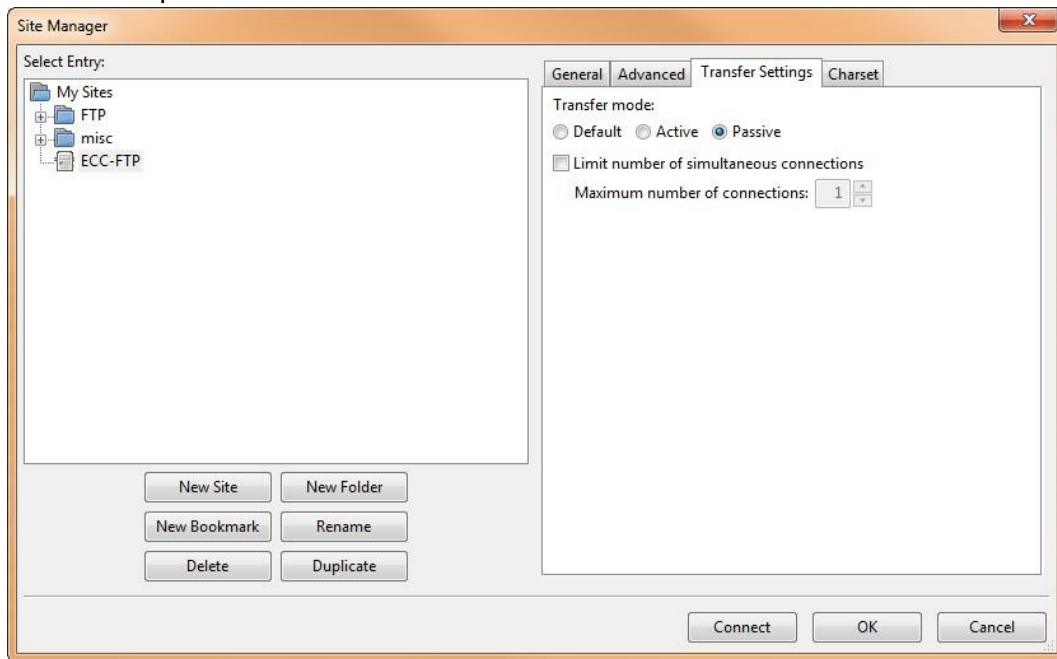 Site Manager
Select Entry:
My Sites
FTP
misc
ECC-FTP
New Site
New Folder
New Bookmark
Rename
Delete
Duplicate
General Advanced Transfer Settings Charset
Transfer mode:
Default Active Passive
Limit number of simultaneous connections
Maximum number of connections: 1
Connect OK Cancel